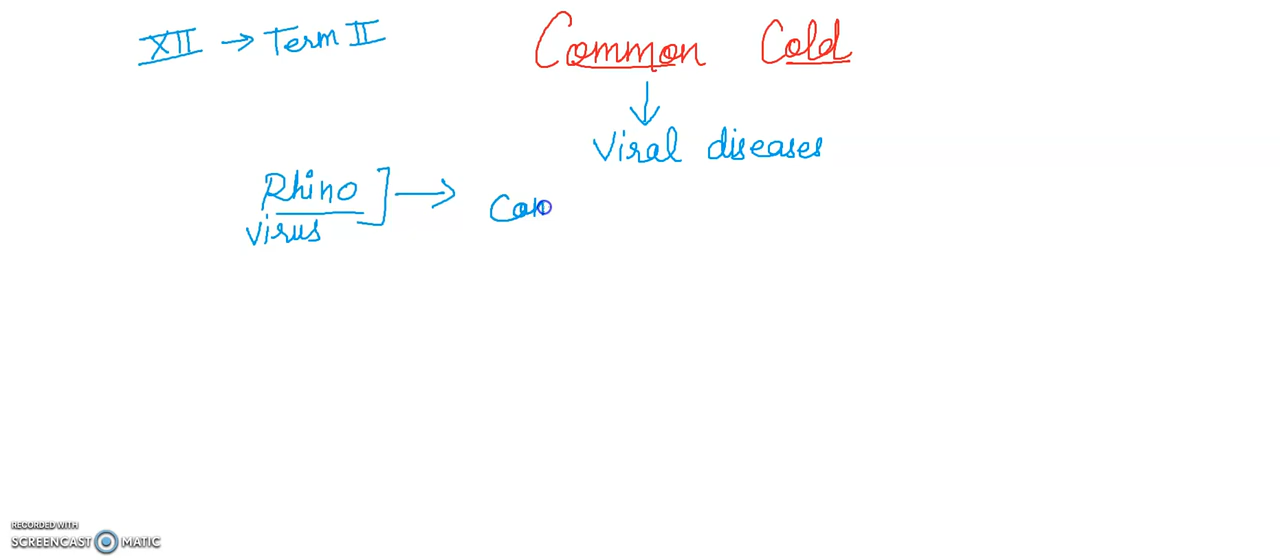 XII → Term II
Common Cold
↓
Viral diseases
Rhino ] →
virus
RECORDED WITH
SCREENCAST MATIC